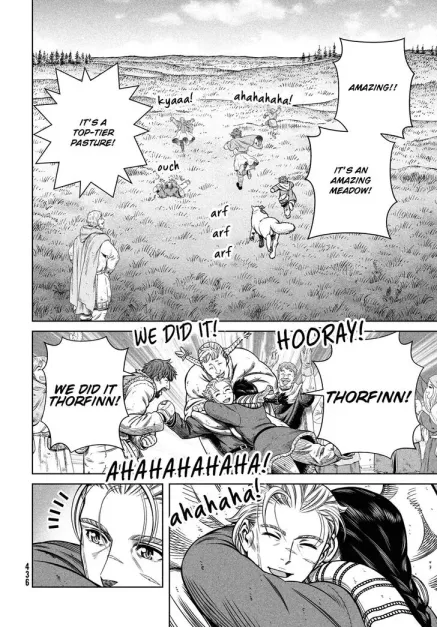 AMAZING!!
IT'S AN
AMAZING
MEADOW!
ahahahaha!
kyaaa!
IT'S A
TOP-TIER
PASTURE!
ouch
arf
arf
arf
HOORAY!
WE DID IT!
THORFINN!
WE DID IT
THORFINN!
AHAHAHAHAHA!
ahahaha!
436